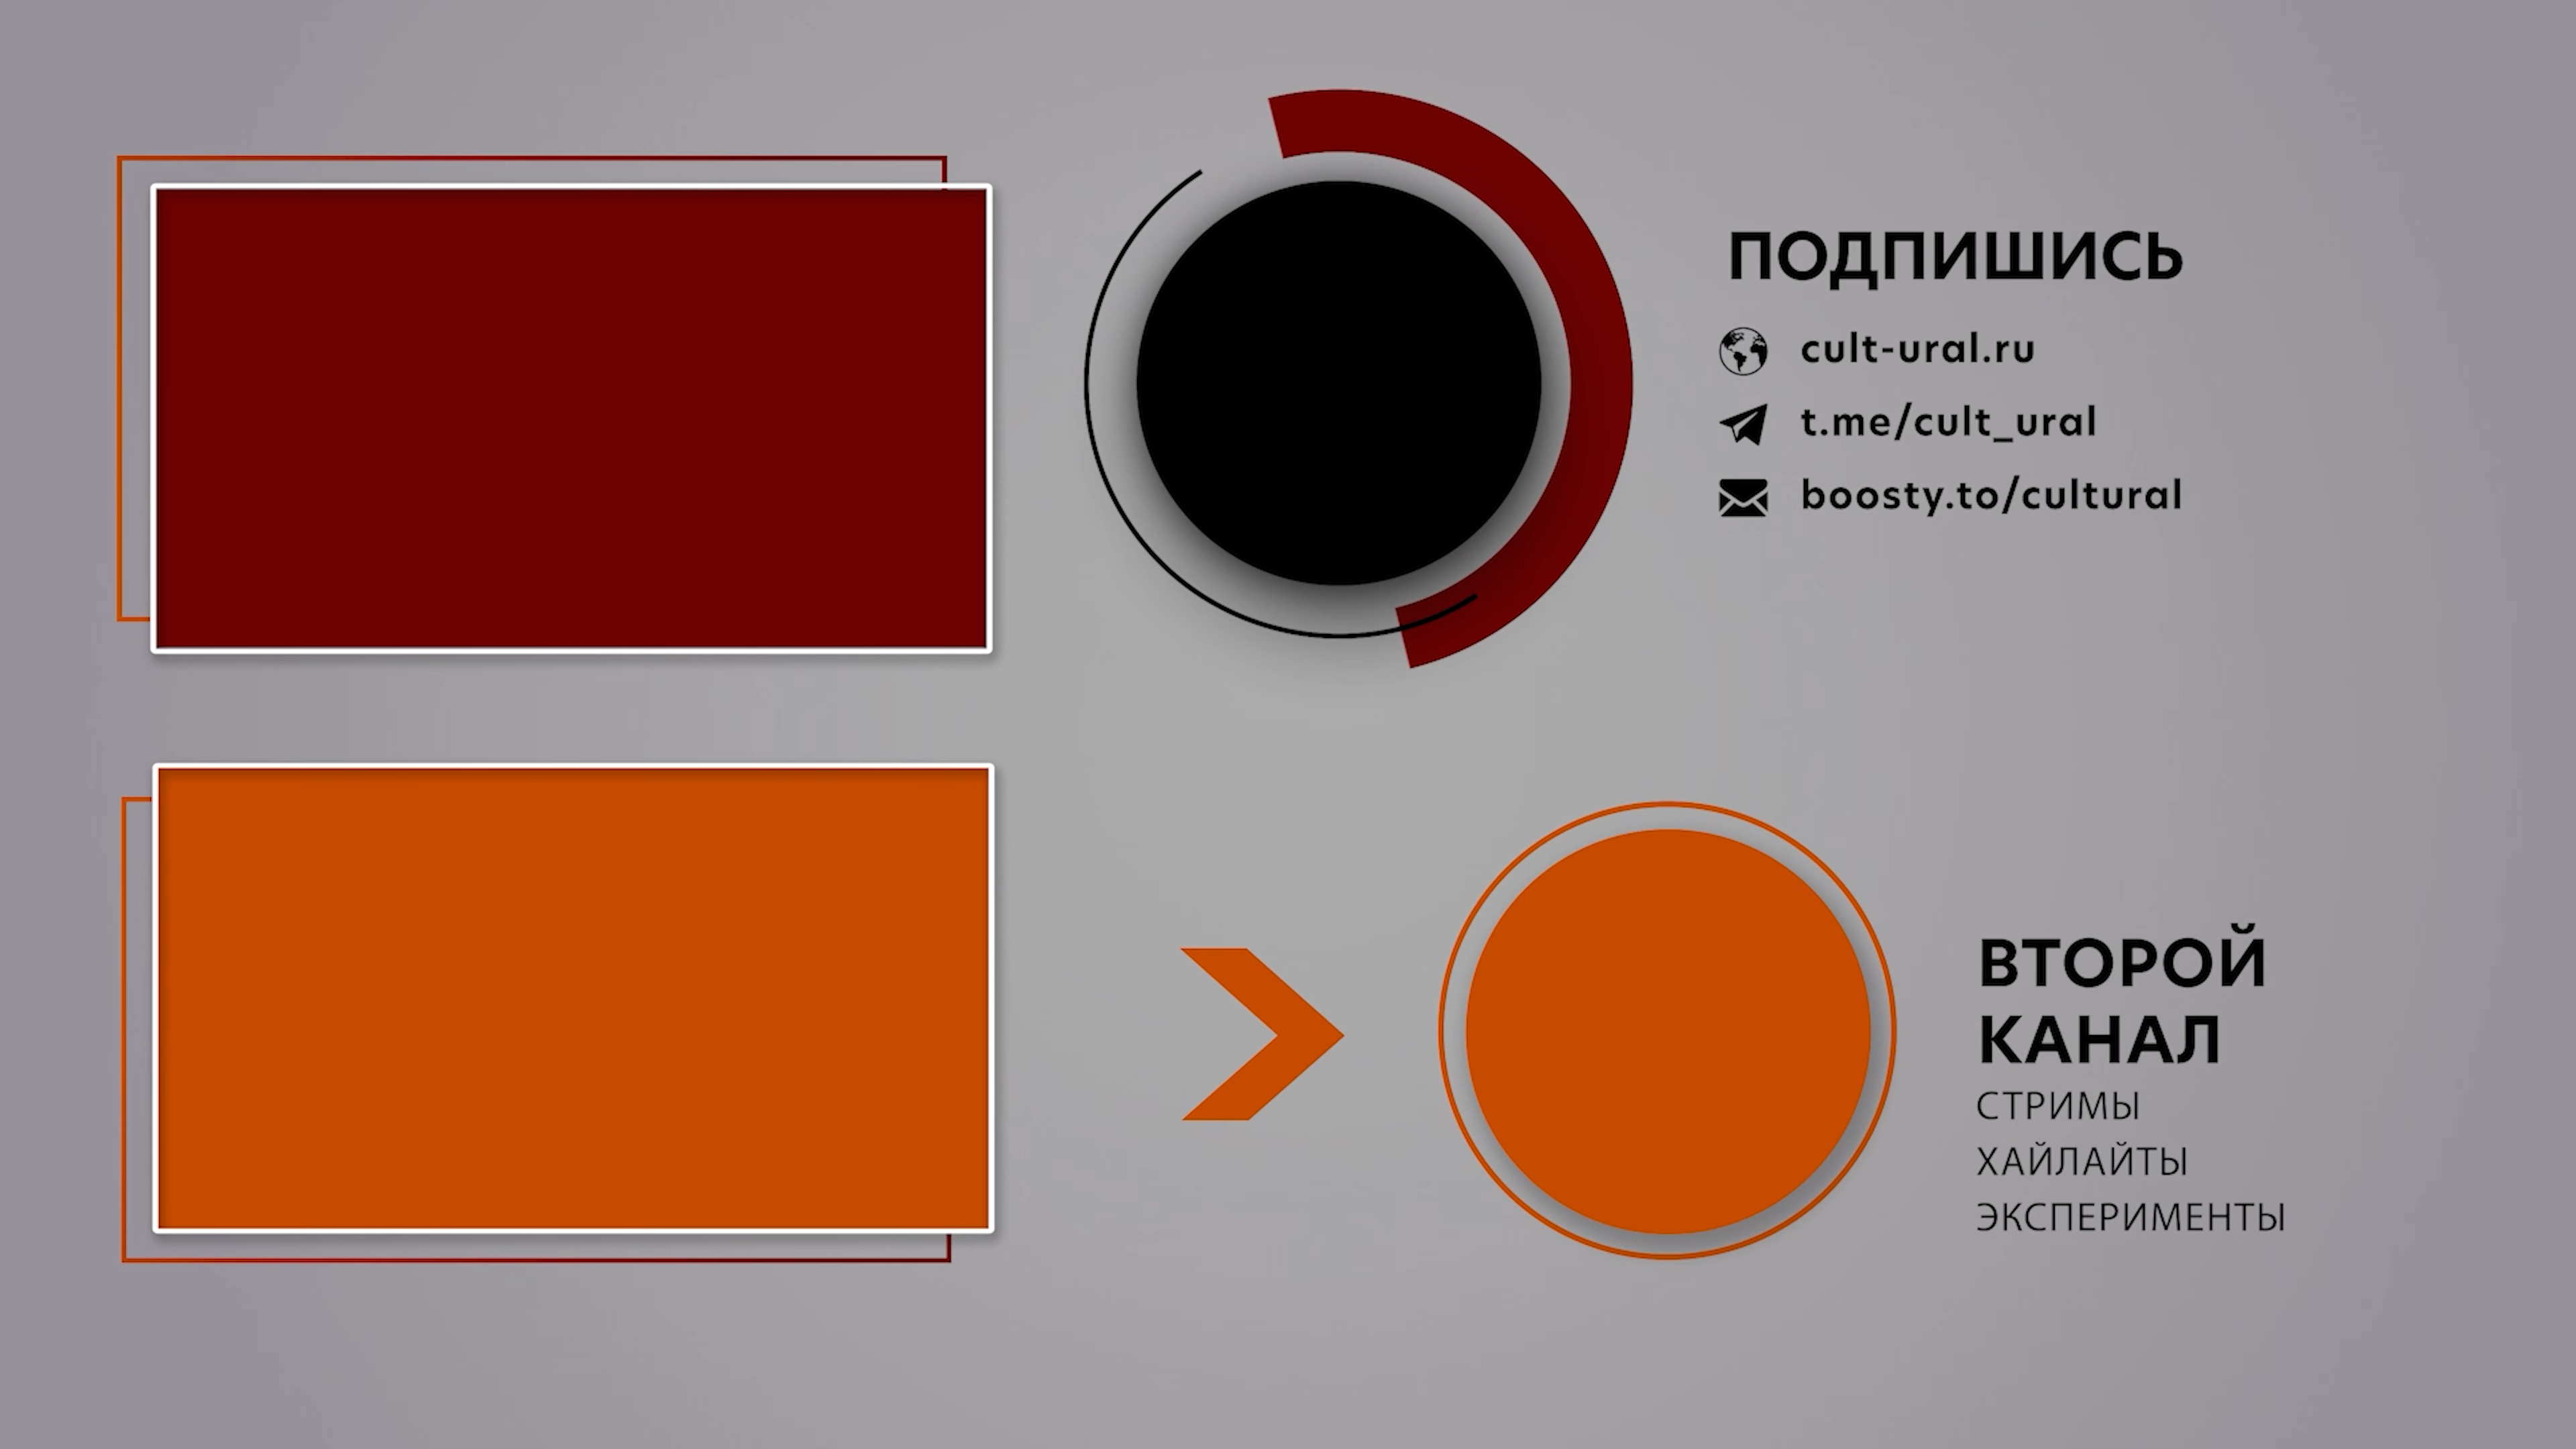 ПОДПИШИСЬ
cult-ural.ru
t.me/cult_ural
boosty.to/cultural
ВТОРОЙ
КАНАЛ
СТРИМЫ
ХАЙЛАЙТЫ
ЭКСПЕРИМЕНТЫ